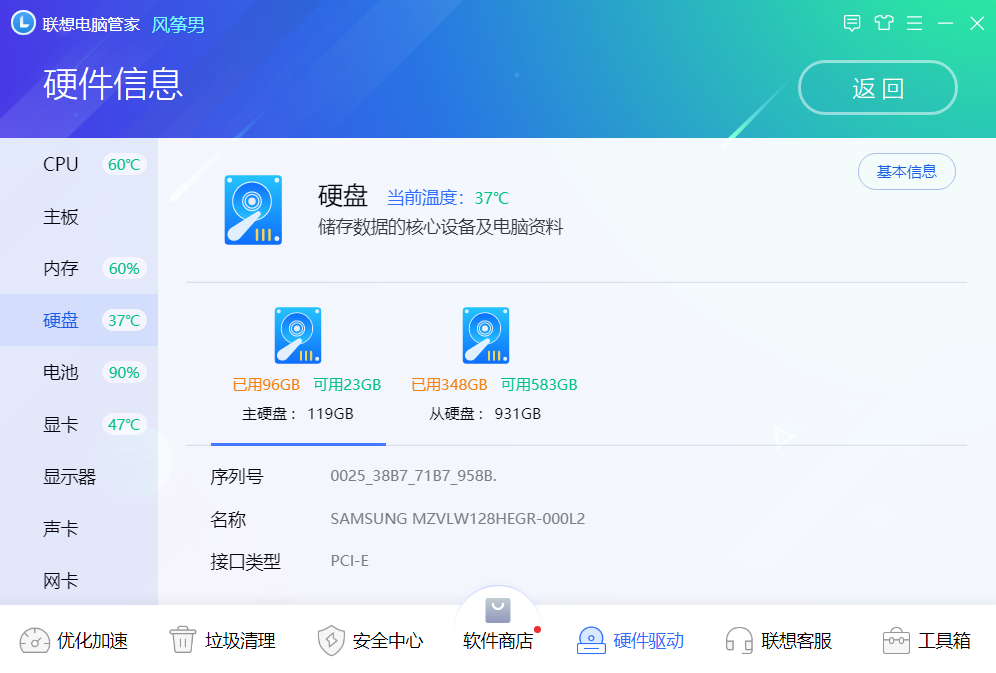 联想电脑管家 风筝男
硬件信息
返回
CPU 60℃
主板
内存 60%
硬盘 37℃
电池 90%
显卡 47℃
显示器
声卡
网卡
基本信息
硬盘 当前温度：37℃
储存数据的核心设备及电脑资料
已用96GB 可用23GB
主硬盘： 119GB
已用348GB 可用583GB
从硬盘： 931GB
序列号 0025_38B7_71B7_958B.
名称 SAMSUNG MZVLW128HEGR-000L2
接口类型 PCI-E
优化加速 垃圾清理 安全中心 软件商店 硬件驱动 联想客服 工具箱